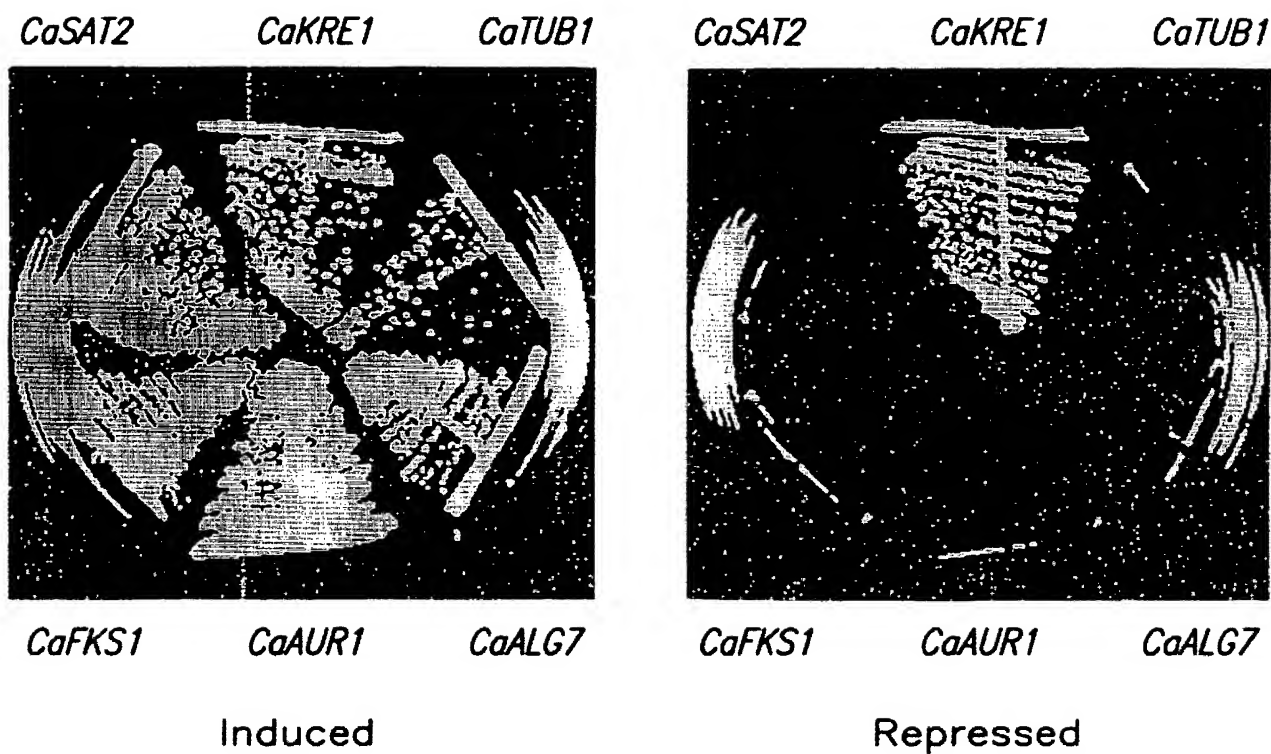 CaSAT2 CaKRE1 CaTUB1 CaSAT2 CaKRE1 CaTUB1
CaFKS1 CaAUR1 CaALG7 CaFKS1 CaAUR1 CaALG7
Induced Repressed